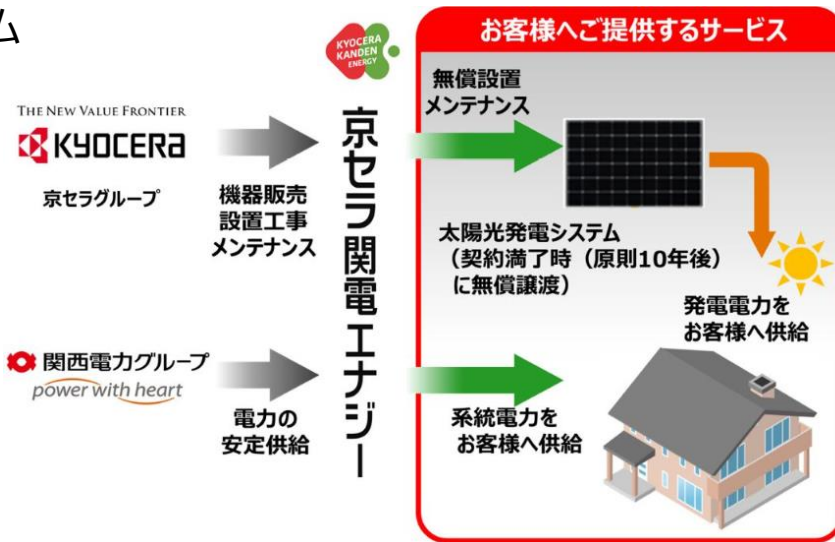 ム
お客様へご提供するサービス
KYOCERA
KANDEN
ENERGY
無償設置
メンテナンス
THE NEW VALUE FRONTIER
KYOCERA
京セラグループ
機器販売
設置工事
メンテナンス
京セラ関電エナジー
太陽光発電システム
（契約満了時（原則10年後）
に無償譲渡）
発電電力を
お客様へ供給
関西電力グループ
power with heart
電力の
安定供給
系統電力を
お客様へ供給